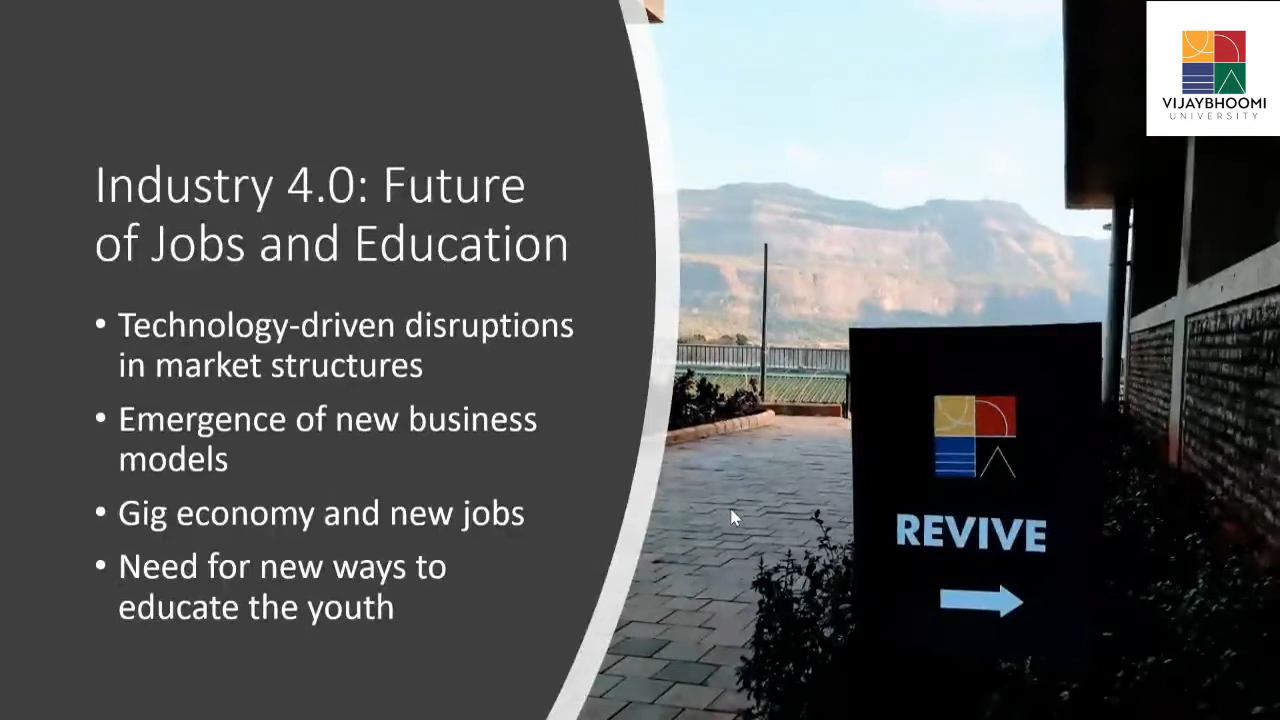 Industry 4.0: Future
of Jobs and Education
• Technology-driven disruptions
in market structures
• Emergence of new business
models
• Gig economy and new jobs
• Need for new ways to
educate the youth
VIJAYBHOOMI
UNIVERSITY
REVIVE